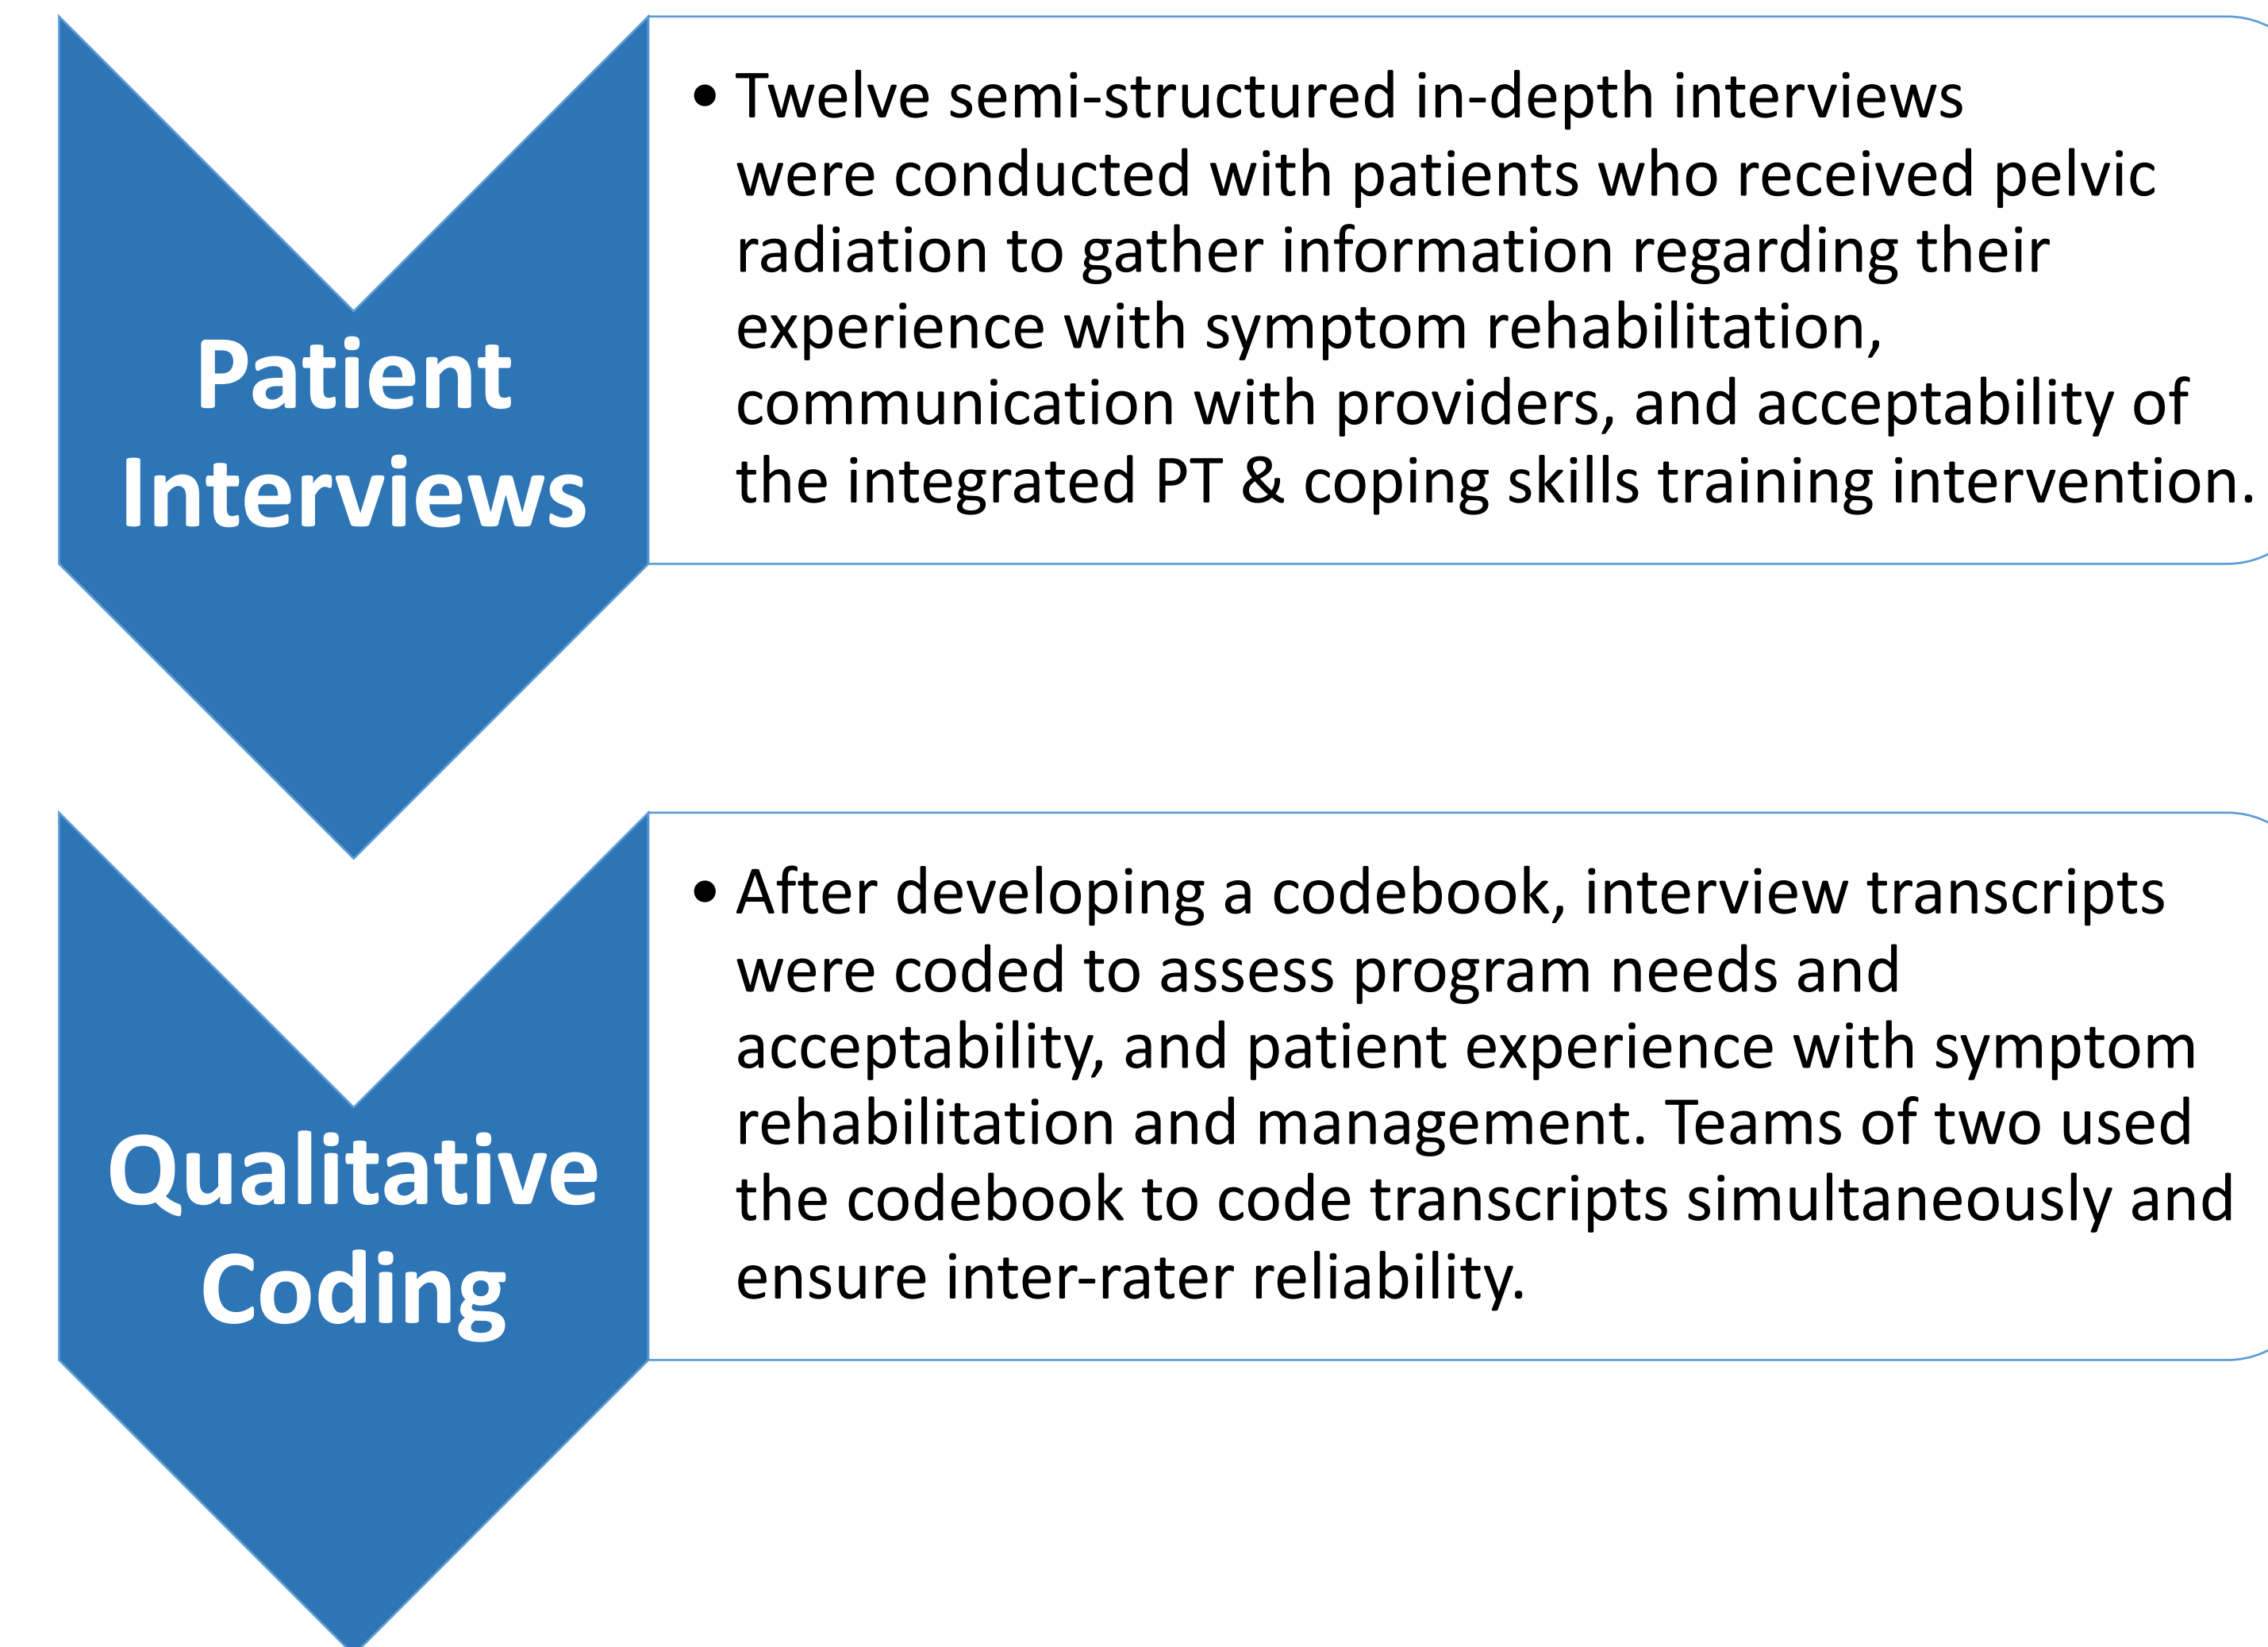 Patient
Interviews
• Twelve semi-structured in-depth interviews
were conducted with patients who received pelvic
radiation to gather information regarding their
experience with symptom rehabilitation,
communication with providers, and acceptability of
the integrated PT & coping skills training intervention.
Qualitative
Coding
• After developing a codebook, interview transcripts
were coded to assess program needs and
acceptability, and patient experience with symptom
rehabilitation and management. Teams of two used
the codebook to code transcripts simultaneously and
ensure inter-rater reliability.